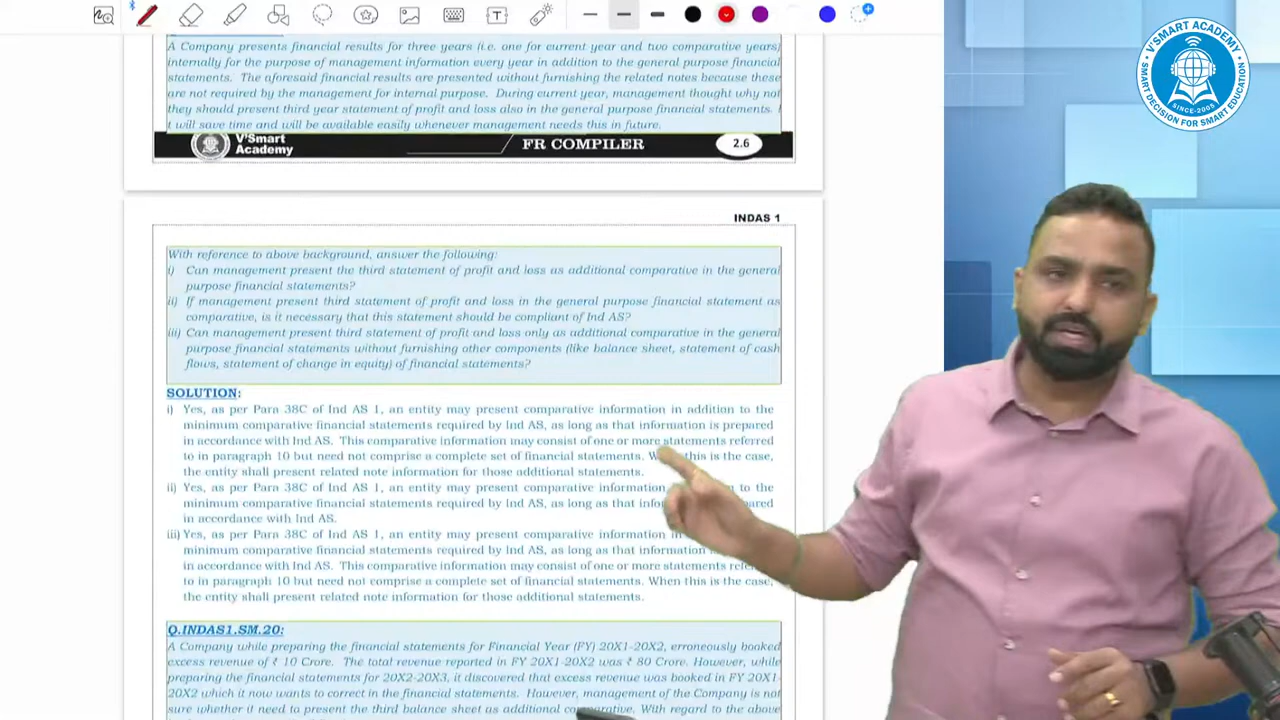 A Company presents financial results for three years (i.e. one for current year and two comparative years)
internally for the purpose of management information every year in addition to the general purpose financial
statements. The aforesaid financial results are presented without furnishing the related notes because these
are not required by the management for internal purpose. During current year, management thought why not
they should present third year statement of profit and loss also in the general purpose financial statements. I
t will save time and will be available easily whenever management needs this in future.
V'Smart
Academy
FR COMPILER
2.6
INDAS 1
With reference to above background, answer the following:
i) Can management present the third statement of profit and loss as additional comparative in the general
purpose financial statements?
ii) If management present third statement of profit and loss in the general purpose financial statement as
comparative, is it necessary that this statement should be compliant of Ind AS?
iii) Can management present third statement of profit and loss only as additional comparative in the general
purpose financial statements without furnishing other components (like balance sheet, statement of cash
flows, statement of change in equity) of financial statements?
SOLUTION:
i) Yes, as per Para 38C of Ind AS 1, an entity may present comparative information in addition to the
minimum comparative financial statements required by Ind AS, as long as that information is prepared
in accordance with Ind AS. This comparative information may consist of one or more statements referred
to in paragraph 10 but need not comprise a complete set of financial statements. this is the case,
the entity shall present related note information for those additional statements.
ii) Yes, as per Para 38C of Ind AS 1, an entity may present comparative information to the
minimum comparative financial statements required by Ind AS, as long as that
in accordance with Ind AS.
iii) Yes, as per Para 38C of Ind AS 1, an entity may present comparative information to the
minimum comparative financial statements required by Ind AS, as long as that information
in accordance with Ind AS. This comparative information may consist of one or more statements
to in paragraph 10 but need not comprise a complete set of financial statements. When this is the case,
the entity shall present related note information for those additional statements.
Q.INDAS1.SM.20:
A Company while preparing the financial statements for Financial Year (FY) 20X1-20X2, erroneously booked
excess revenue of ₹ 10 Crore. The total revenue reported in FY 20X1-20X2 was ₹ 80 Crore. However, while
preparing the financial statements for 20X2-20X3, it discovered that excess revenue was booked in FY 20X1-
20X2 which it now wants to correct in the financial statements. However, management of the Company is not
sure whether it need to present the third balance sheet as additional comparative. With regard to the above
V'SMART ACADEMY
SINCE-2005
SMART DECISION FOR SMART EDUCATION